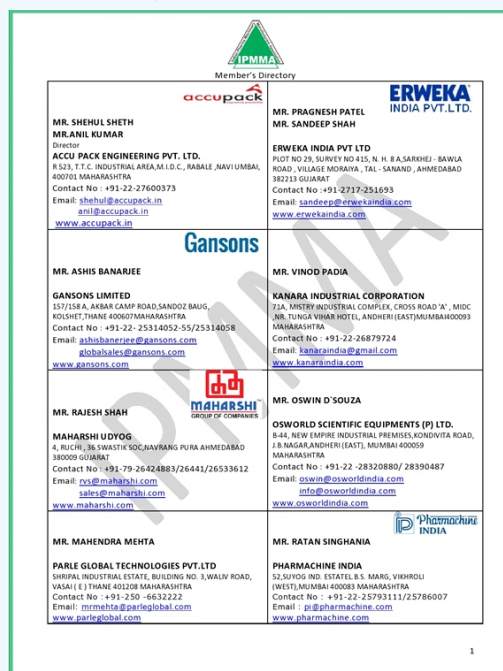 IPMMA
Member's Directory
accupack
MR. SHEHUL SHETH
MR.ANIL KUMAR
Director
ACCU PACK ENGINEERING PVT. LTD.
R 523, T.T.C. INDUSTRIAL AREA,M.I.D.C., RABALE ,NAVI UMBAI,
400701 MAHARASHTRA
Contact No : +91-22-27600373
Email: shehul@accupack.in
anil@accupack.in
www.accupack.in
ERWEKA
INDIA PVT.LTD.
MR. PRAGNESH PATEL
MR. SANDEEP SHAH
ERWEKA INDIA PVT LTD
PLOT NO 29, SURVEY NO 415, N. H. 8 A,SARKHEJ - BAWLA
ROAD , VILLAGE MORAIYA , TAL - SANAND , AHMEDABAD
382213 GUJARAT
Contact No :+91-2717-251693
Email: sandeep@erwekaindia.com
www.erwekaindia.com
Gansons
MR. ASHIS BANARJEE
GANSONS LIMITED
157/158 A, AKBAR CAMP ROAD,SANDOZ BAUG,
KOLSHET,THANE 400607MAHARASHTRA
Contact No : +91-22- 25314052-55/25314058
Email: ashisbanerjee@gansons.com
globalsales@gansons.com
www.gansons.com
MR. VINOD PADIA
KANARA INDUSTRIAL CORPORATION
71A, MISTRY INDUSTRIAL COMPLEX, CROSS ROAD 'A' , MIDC
,NR. TUNGA VIHAR HOTEL, ANDHERI (EAST)MUMBAI400093
MAHARASHTRA
Contact No : +91-22-26879724
Email: kanaraindia@gmail.com
www.kanaraindia.com
MAHARSHI
GROUP OF COMPANIES
MR. RAJESH SHAH
MAHARSHI UDYOG
4, RUCHI , 36 SWASTIK SOC,NAVRANG PURA AHMEDABAD
380009 GUJARAT
Contact No :+91-79-26424883/26441/26533612
Email: rvs@maharshi.com
sales@maharshi.com
www.maharshi.com
MR. OSWIN D`SOUZA
OSWORLD SCIENTIFIC EQUIPMENTS (P) LTD.
B-44, NEW EMPIRE INDUSTRIAL PREMISES,KONDIVITA ROAD,
J.B.NAGAR,ANDHERI (EAST), MUMBAI 400059
MAHARASHTRA
Contact No : +91-22 -28320880/ 28390487
Email: oswin@osworldindia.com
info@osworldindia.com
www.osworldindia.com
MR. MAHENDRA MEHTA
PARLE GLOBAL TECHNOLOGIES PVT.LTD
SHRIPAL INDUSTRIAL ESTATE, BUILDING NO. 3,WALIV ROAD,
VASAI ( E ) THANE 401208 MAHARASHTRA
Contact No : +91-250 -6632222
Email: mrmehta@parleglobal.com
www.parleglobal.com
Pharmachine
INDIA
MR. RATAN SINGHANIA
PHARMACHINE INDIA
52,SUYOG IND. ESTATEL.B.S. MARG, VIKHROLI
(WEST),MUMBAI 400083 MAHARASHTRA
Contact No : +91-22-25793111/25786007
Email : pi@pharmachine.com
www.pharmachine.com
IPMMA
1